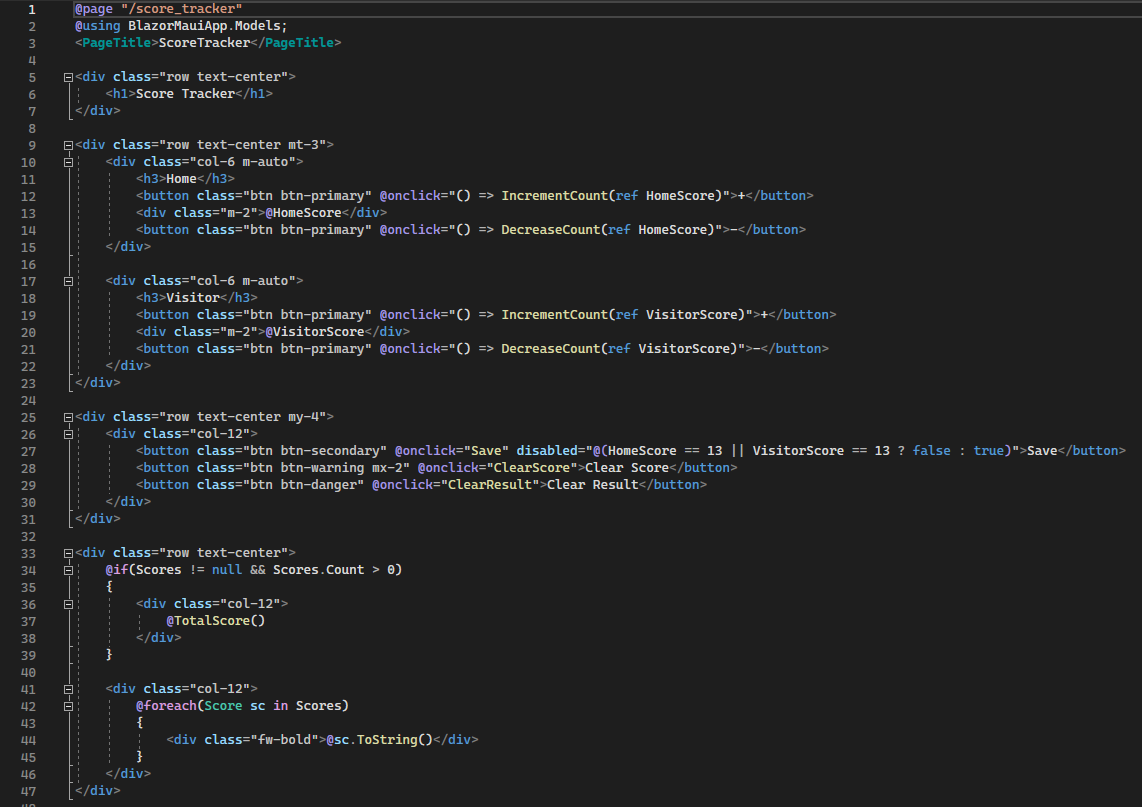 1 @page "/score_tracker"
2 @using BlazorMauiApp.Models;
3 <PageTitle>ScoreTracker</PageTitle>
4
5 <div class="row text-center">
6     <h1>Score Tracker</h1>
7 </div>
8
9 <div class="row text-center mt-3">
10     <div class="col-6 m-auto">
11         <h3>Home</h3>
12         <button class="btn btn-primary" @onclick="() => IncrementCount(ref HomeScore)">+</button>
13         <div class="m-2">@HomeScore</div>
14         <button class="btn btn-primary" @onclick="() => DecreaseCount(ref HomeScore)">-</button>
15     </div>
16
17     <div class="col-6 m-auto">
18         <h3>Visitor</h3>
19         <button class="btn btn-primary" @onclick="() => IncrementCount(ref VisitorScore)">+</button>
20         <div class="m-2">@VisitorScore</div>
21         <button class="btn btn-primary" @onclick="() => DecreaseCount(ref VisitorScore)">-</button>
22     </div>
23 </div>
24
25 <div class="row text-center my-4">
26     <div class="col-12">
27         <button class="btn btn-secondary" @onclick="Save" disabled="@(HomeScore == 13 || VisitorScore == 13 ? false : true)">Save</button>
28         <button class="btn btn-warning mx-2" @onclick="ClearScore">Clear Score</button>
29         <button class="btn btn-danger" @onclick="ClearResult">Clear Result</button>
30     </div>
31 </div>
32
33 <div class="row text-center">
34     @if(Scores != null && Scores.Count > 0)
35     {
36         <div class="col-12">
37             @TotalScore()
38         </div>
39     }
40
41     <div class="col-12">
42         @foreach(Score sc in Scores)
43         {
44             <div class="fw-bold">@sc.ToString()</div>
45         }
46     </div>
47 </div>